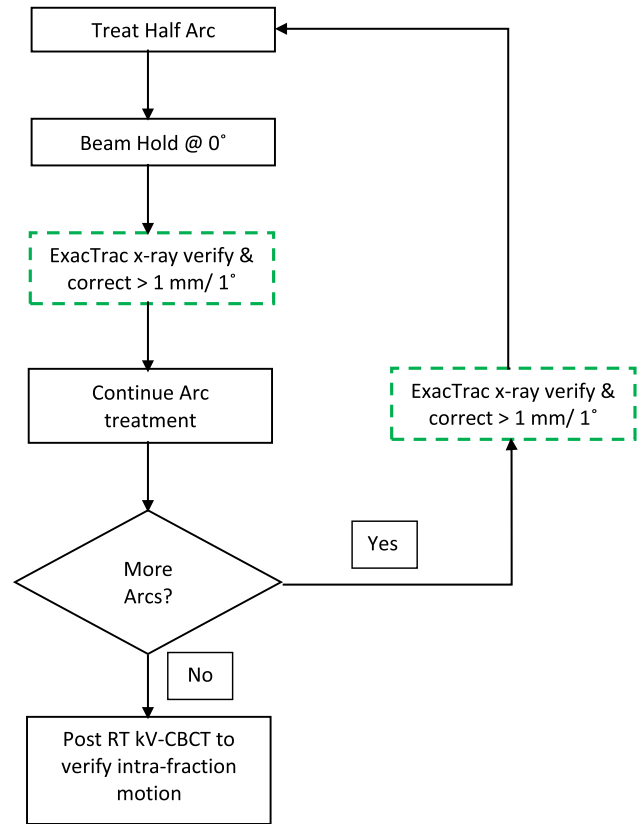 Treat Half Arc
Beam Hold @ 0˚
ExacTrac x-ray verify &
correct > 1 mm/ 1˚
Continue Arc
treatment
ExacTrac x-ray verify &
correct > 1 mm/ 1˚
More
Arcs?
Yes
No
Post RT kV-CBCT to
verify intra-fraction
motion